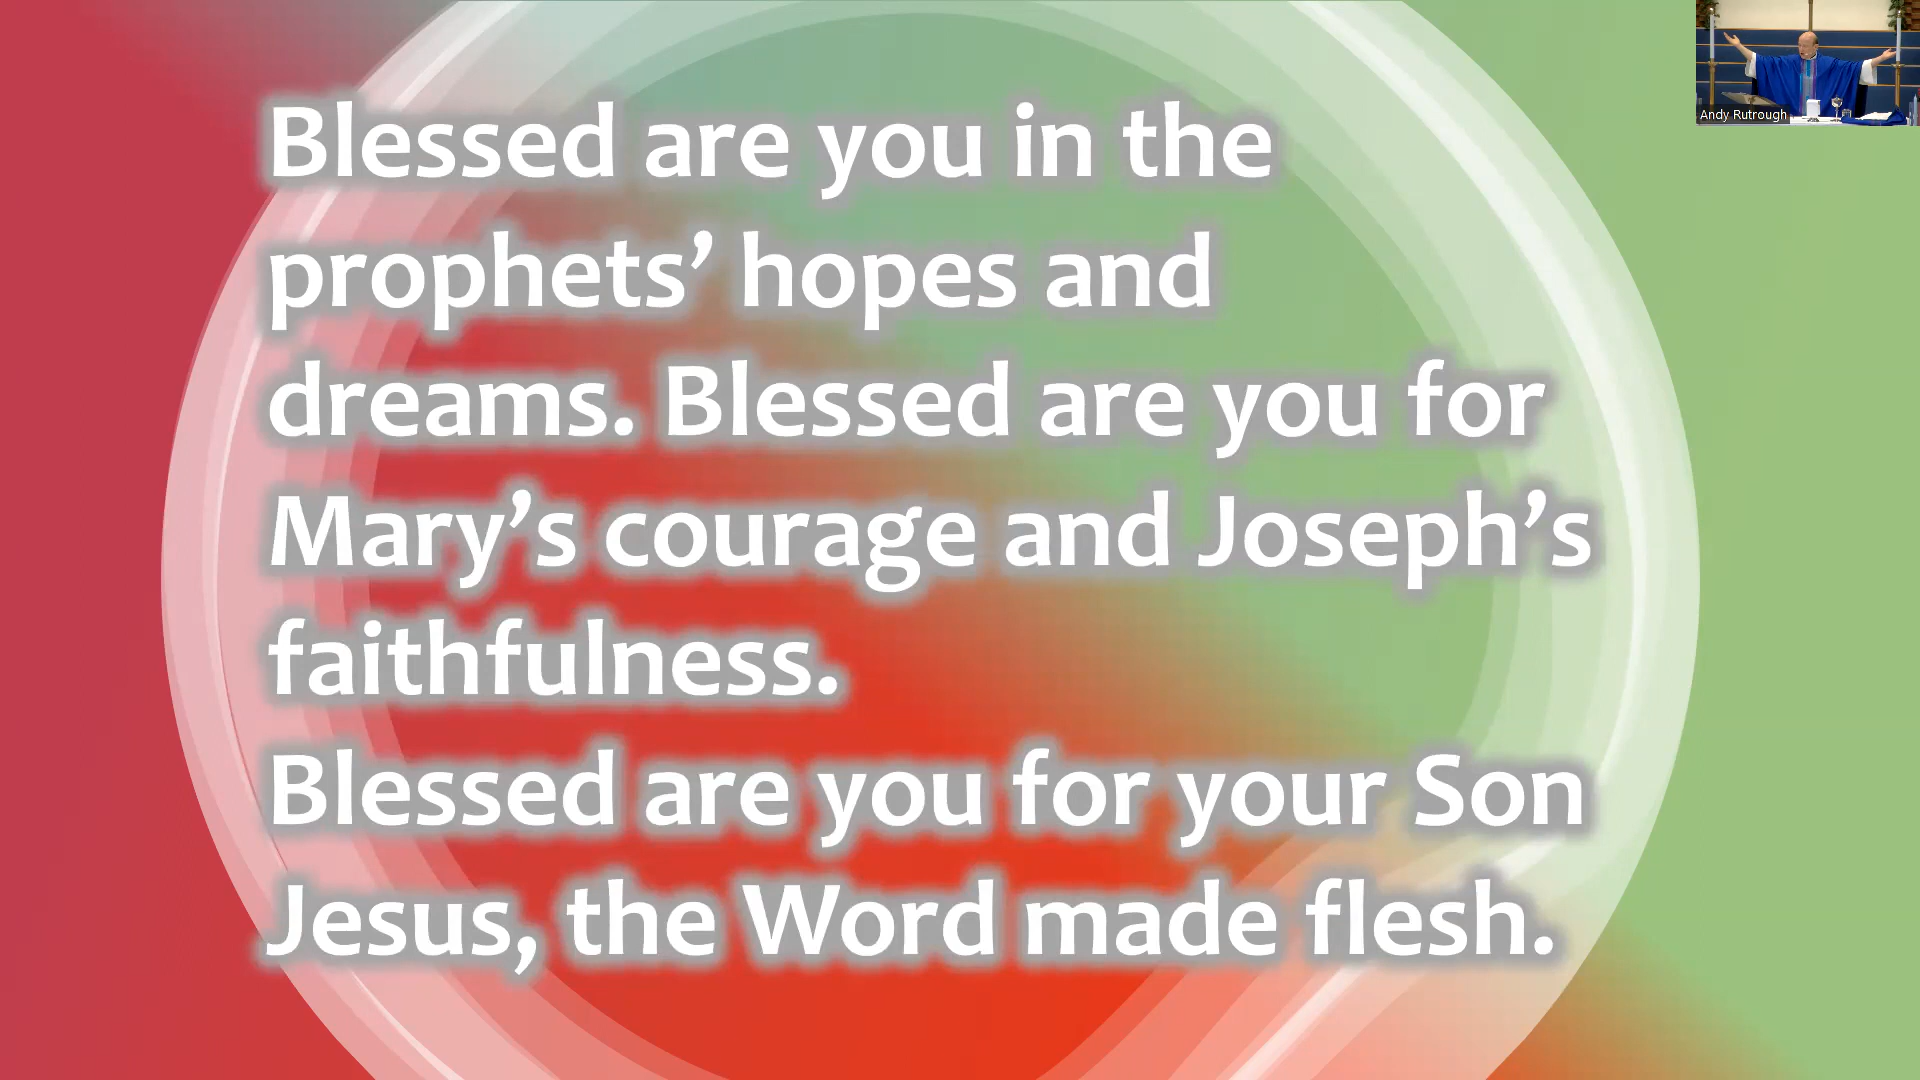 Blessed are you in the
prophets’ hopes and
dreams. Blessed are you for
Mary’s courage and Joseph’s
faithfulness.
Blessed are you for your Son
Jesus, the Word made flesh.
Andy Rutrough